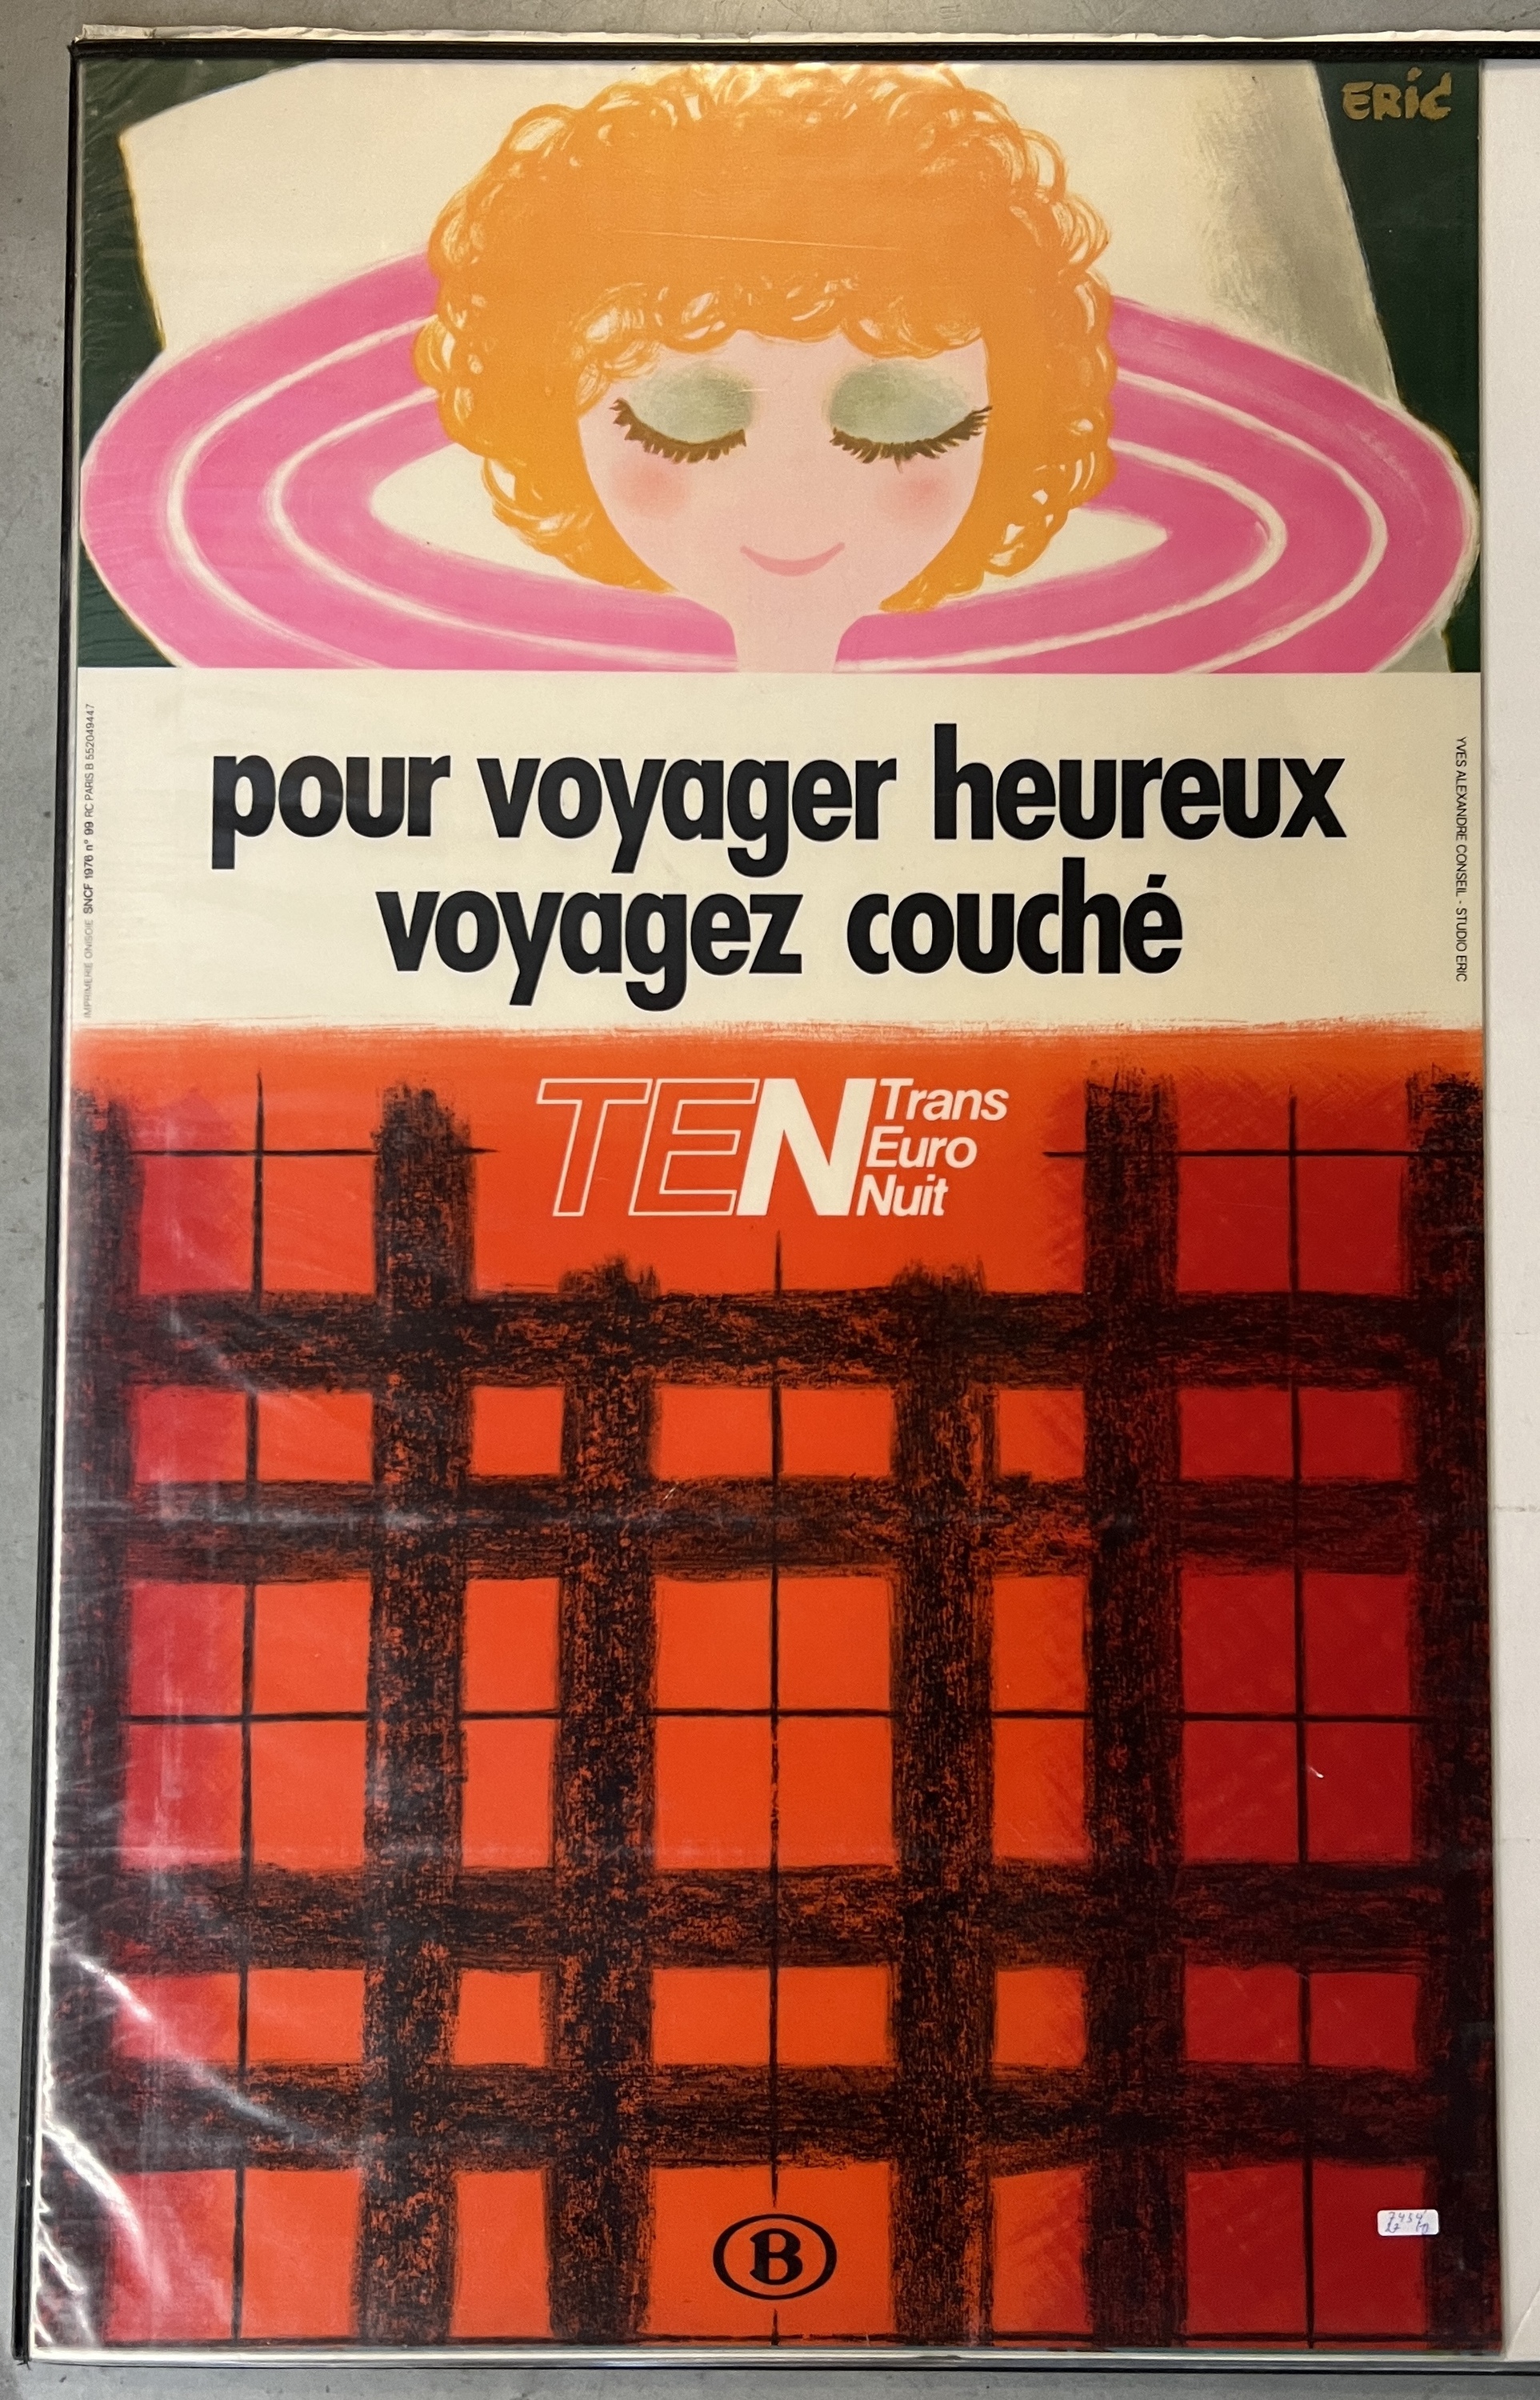 ERIC
pour voyager heureux
voyagez couché
IMPRIMERIE ONSOIE SNCF 1976 n° 99 RC PARIS B 552049447
YVES ALEXANDRE CONSEIL - STUDIO ERIC
TEN Trans
Euro
Nuit
B